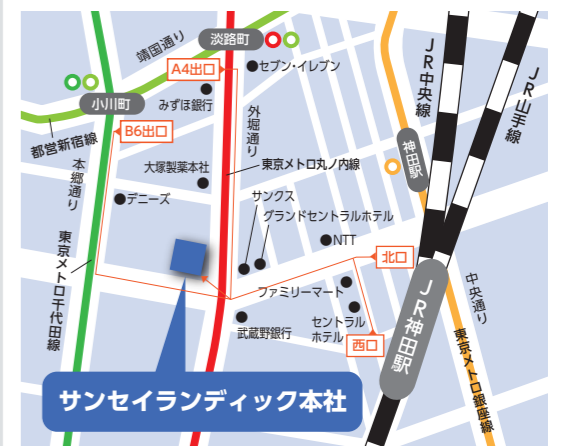 靖国通り
淡路町
セブン・イレブン
A4出口
みずほ銀行
小川町
B6出口
都営新宿線
外堀通り
JR中央線
JR山手線
神田駅
本郷通り
大塚製薬本社
東京メトロ丸ノ内線
デニーズ
サンクス
グランドセントラルホテル
NTT
北口
東京メトロ千代田線
ファミリーマート
武蔵野銀行
セントラル
ホテル
西口
JR神田駅
中央通り
東京メトロ銀座線
サンセイランディック本社